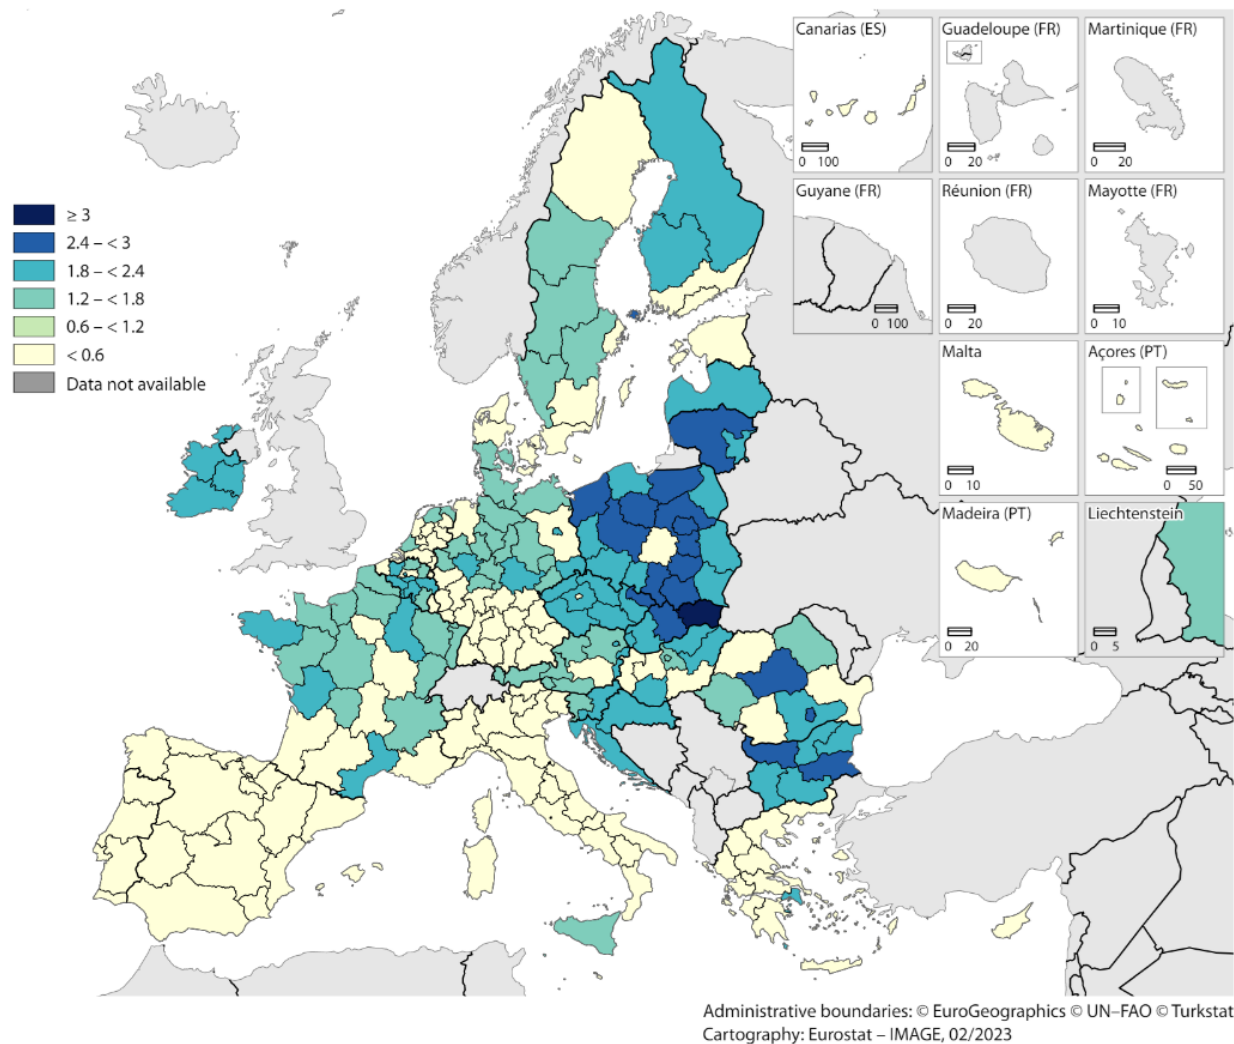 Canarias (ES)
0 100
Guadeloupe (FR)
0 20
Martinique (FR)
0 20
Guyane (FR)
0 100
Réunion (FR)
0 20
Mayotte (FR)
0 10
Malta
0 10
Açores (PT)
0 50
Madeira (PT)
0 20
Liechtenstein
0 5
≥ 3
2.4 – < 3
1.8 – < 2.4
1.2 – < 1.8
0.6 – < 1.2
< 0.6
Data not available
Administrative boundaries: © EuroGeographics © UN–FAO © Turkstat
Cartography: Eurostat – IMAGE, 02/2023